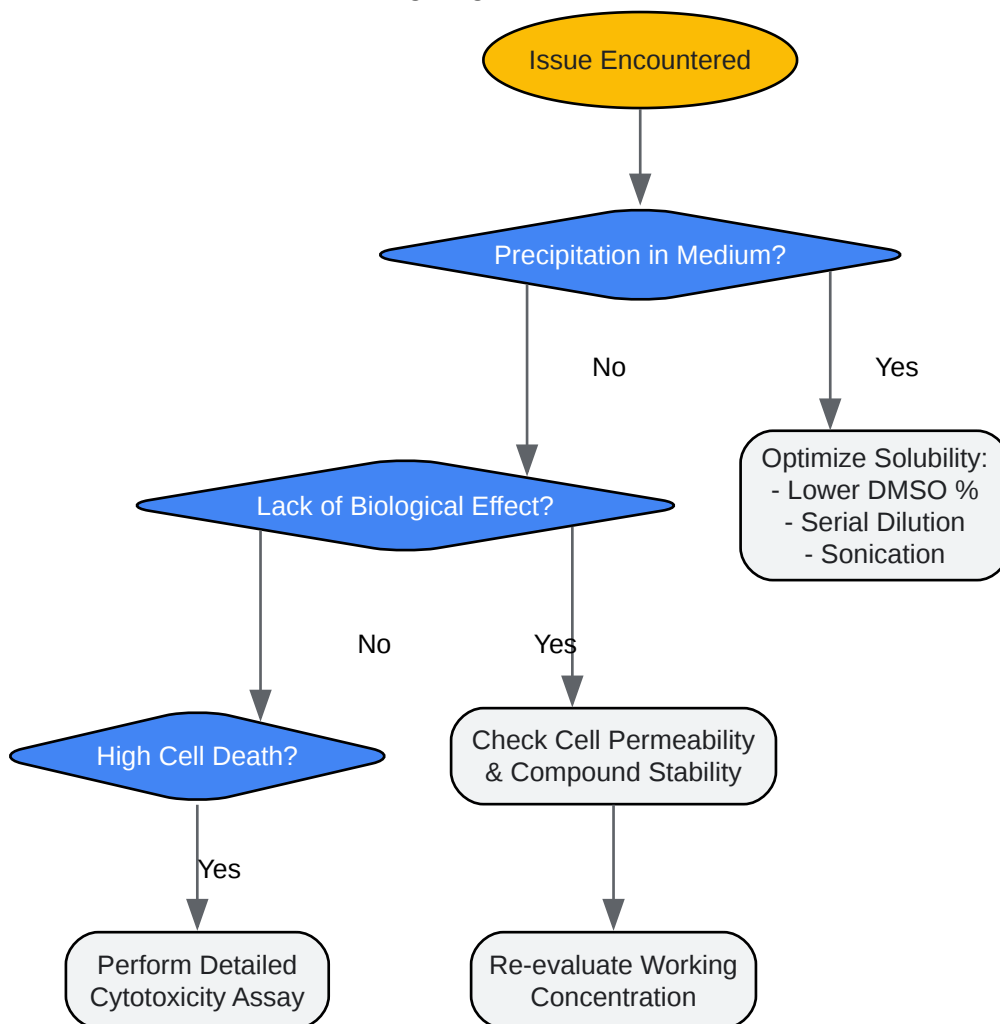 Issue Encountered
Precipitation in Medium?
No
Yes
Optimize Solubility:
- Lower DMSO %
- Serial Dilution
- Sonication
Lack of Biological Effect?
No
Yes
High Cell Death?
Check Cell Permeability
& Compound Stability
Yes
Perform Detailed
Cytotoxicity Assay
Re-evaluate Working
Concentration